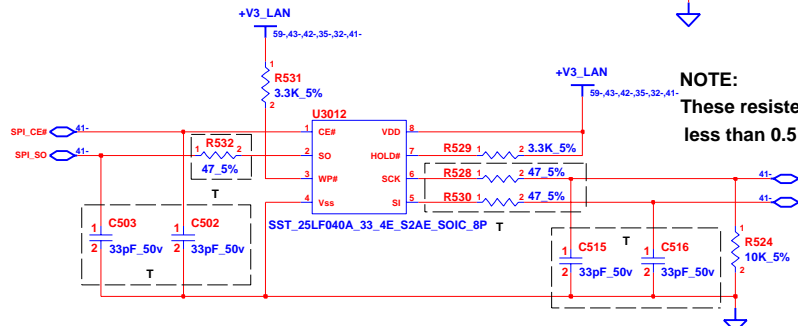 +V3_LAN
59-,43-,42-,35-,32-,41-
1
R531
3.3K_5%
2
+V3_LAN
59-,43-,42-,35-,32-,41-
NOTE:
These resiste
less than 0.5
U3012
SPI_CE# 41- 1 CE# VDD 8
SPI_SO 41- 1 R532 2 2 SO HOLD# 7 R529 1 2 3.3K_5%
47_5%
3 WP# SCK 6 R528 1 2 47_5% 41-
T
4 Vss SI 5 R530 1 2 47_5% 41-
SST_25LF040A_33_4E_S2AE_SOIC_8P T
1 C503 1 C502
2 33pF_50v 2 33pF_50v
T
T
1 C515 1 C516
2 33pF_50v 2 33pF_50v
1
R524
10K_5%
2